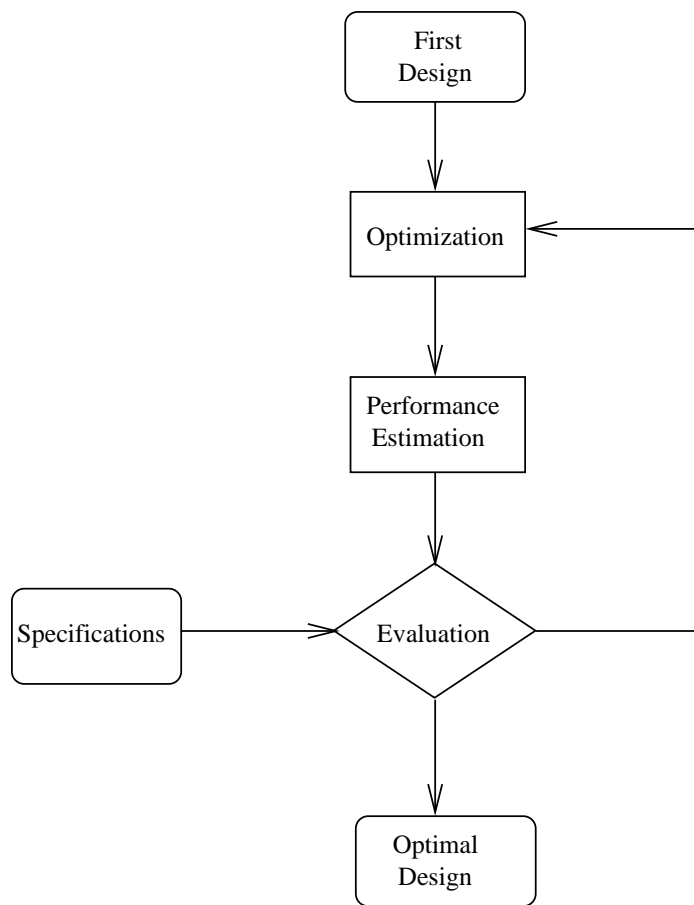 First
Design
Optimization
Performance
Estimation
Specifications
Evaluation
Optimal
Design